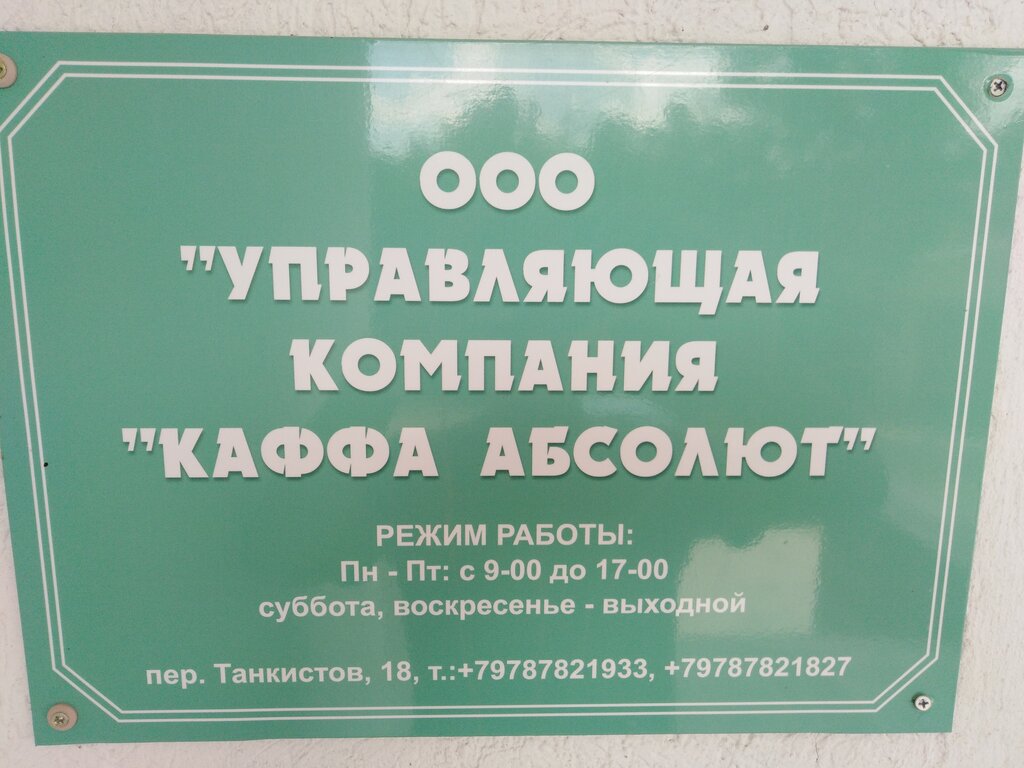 ООО
"УПРАВЛЯЮЩАЯ
КОМПАНИЯ
"КАФФА АБСОЛЮТ"
РЕЖИМ РАБОТЫ:
Пн - Пт: с 9-00 до 17-00
суббота, воскресенье - выходной
пер. Танкистов, 18, т.:+79787821933, +79787821827